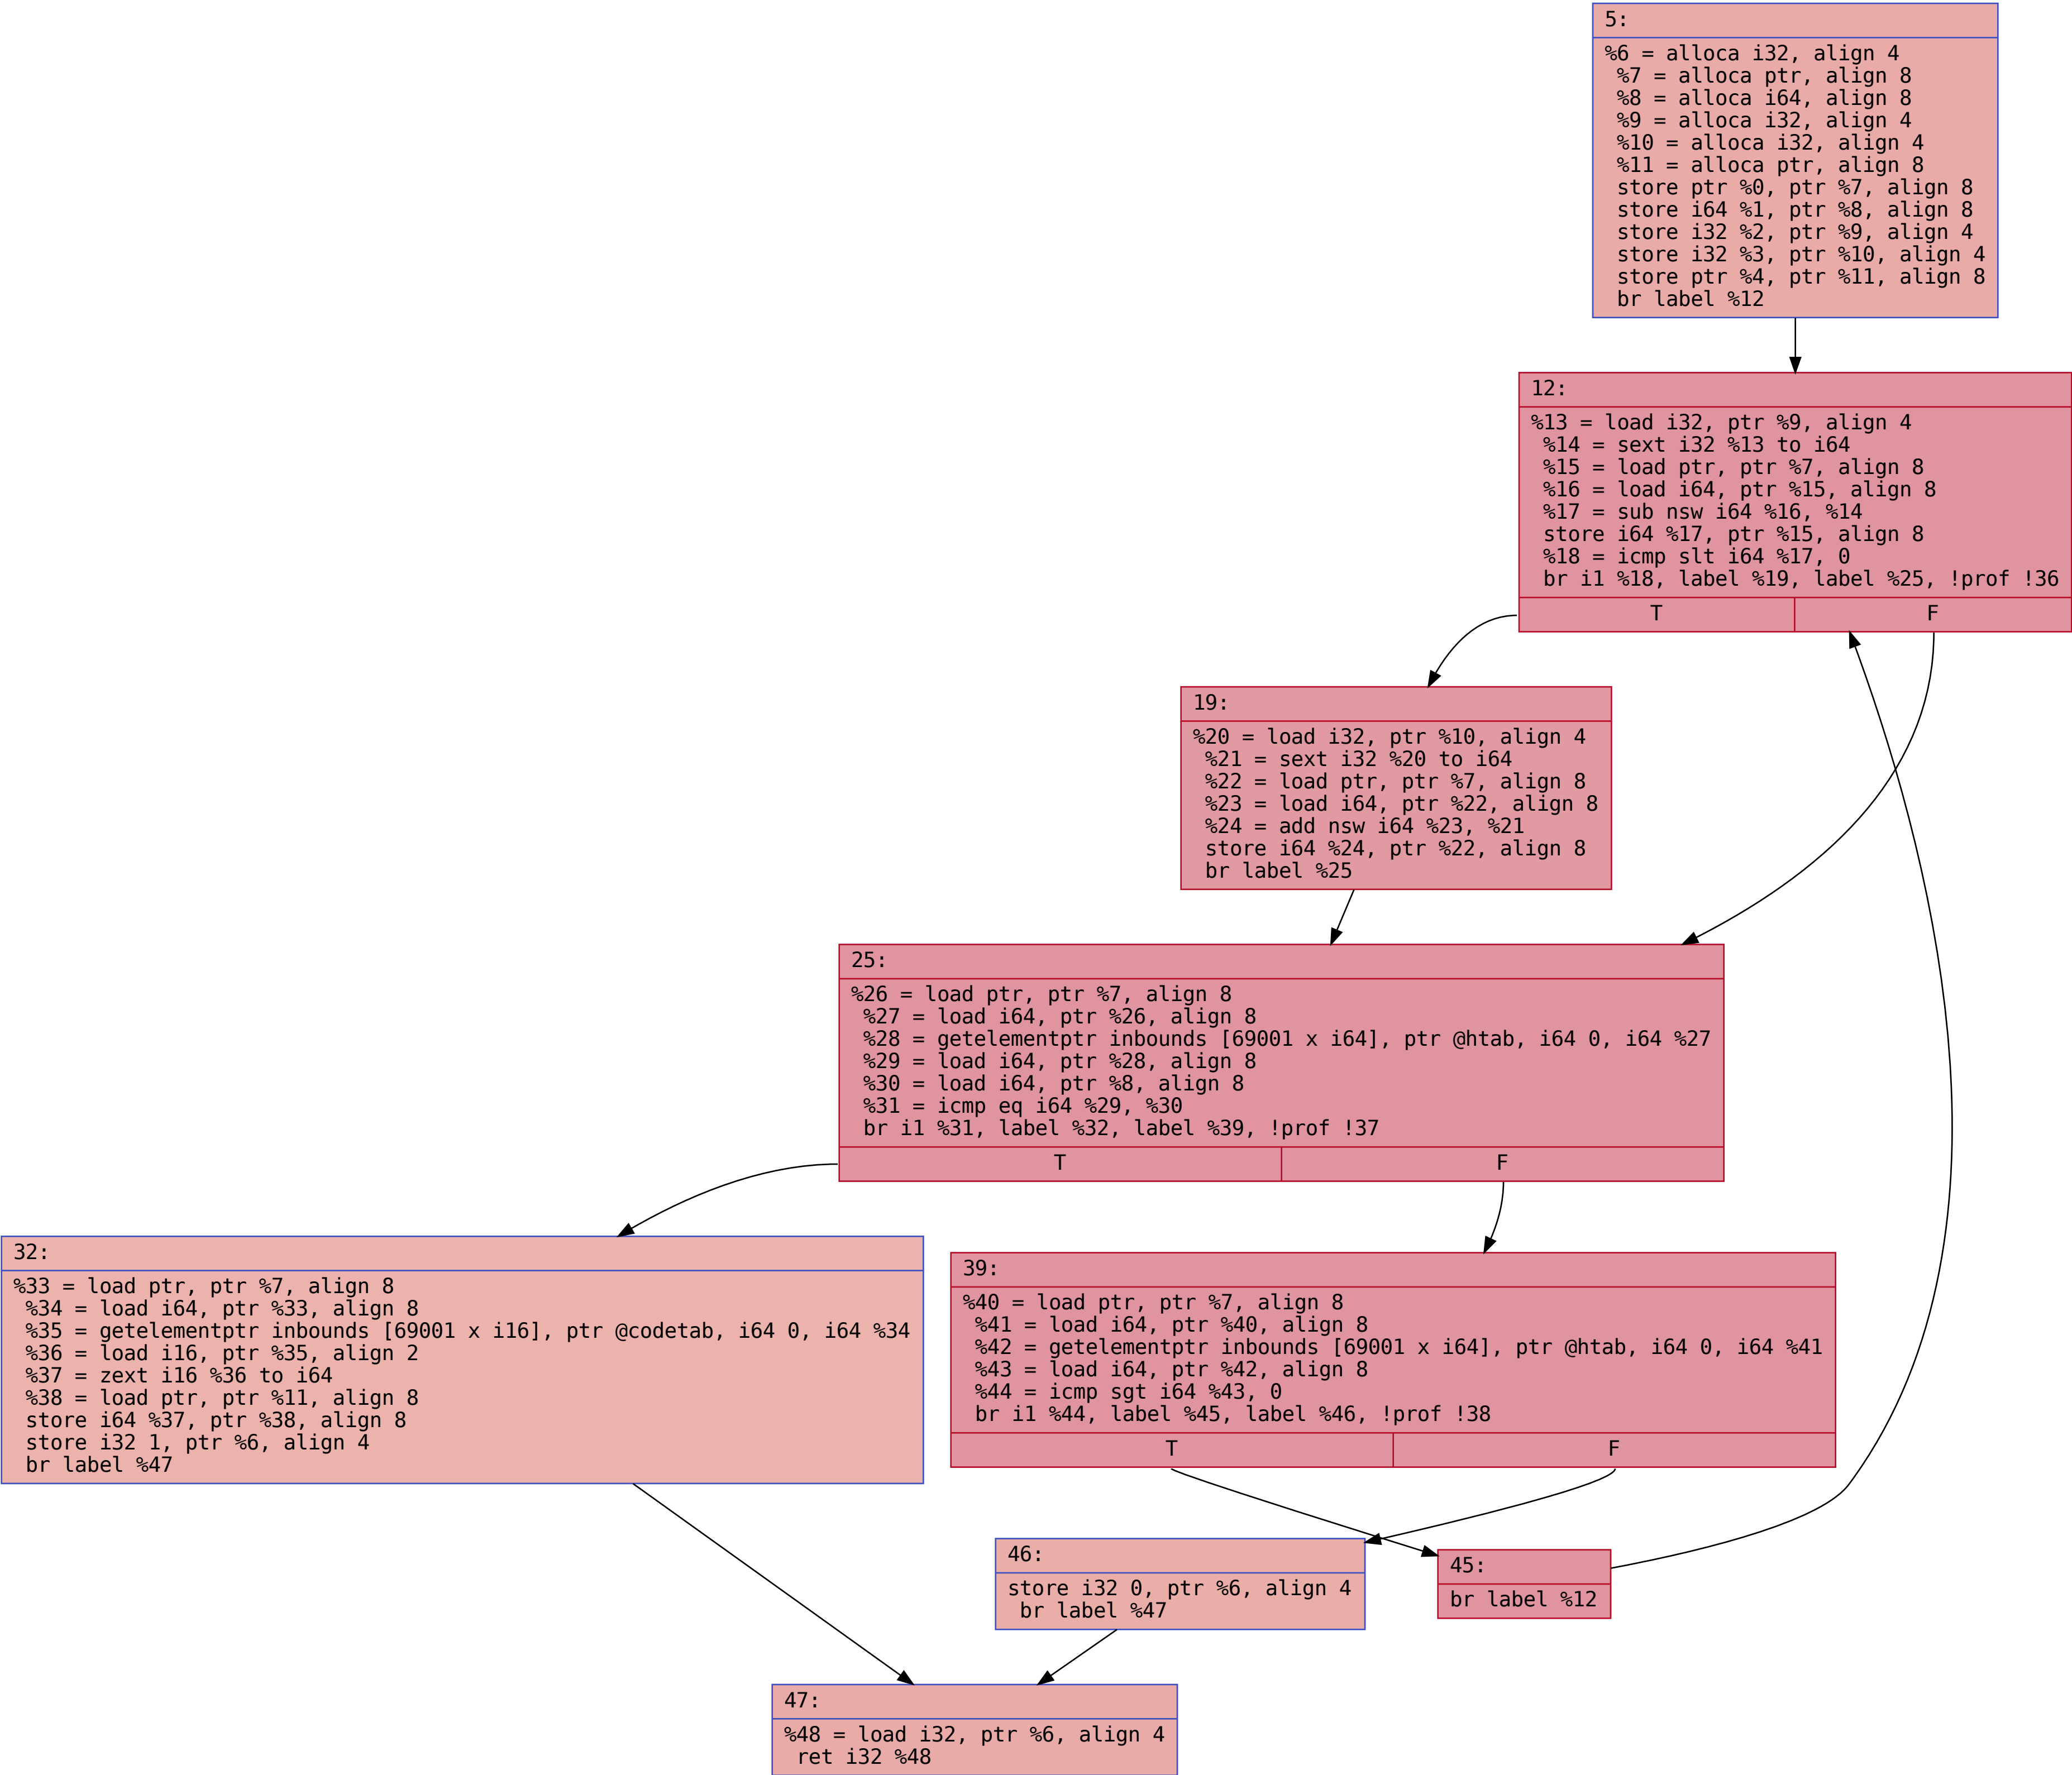 5:
%6 = alloca i32, align 4
%7 = alloca ptr, align 8
%8 = alloca i64, align 8
%9 = alloca i32, align 4
%10 = alloca i32, align 4
%11 = alloca ptr, align 8
store ptr %0, ptr %7, align 8
store i64 %1, ptr %8, align 8
store i32 %2, ptr %9, align 4
store i32 %3, ptr %10, align 4
store ptr %4, ptr %11, align 8
br label %12
12:
%13 = load i32, ptr %9, align 4
%14 = sext i32 %13 to i64
%15 = load ptr, ptr %7, align 8
%16 = load i64, ptr %15, align 8
%17 = sub nsw i64 %16, %14
store i64 %17, ptr %15, align 8
%18 = icmp slt i64 %17, 0
br i1 %18, label %19, label %25, !prof !36
T F
19:
%20 = load i32, ptr %10, align 4
%21 = sext i32 %20 to i64
%22 = load ptr, ptr %7, align 8
%23 = load i64, ptr %22, align 8
%24 = add nsw i64 %23, %21
store i64 %24, ptr %22, align 8
br label %25
25:
%26 = load ptr, ptr %7, align 8
%27 = load i64, ptr %26, align 8
%28 = getelementptr inbounds [69001 x i64], ptr @htab, i64 0, i64 %27
%29 = load i64, ptr %28, align 8
%30 = load i64, ptr %8, align 8
%31 = icmp eq i64 %29, %30
br i1 %31, label %32, label %39, !prof !37
T F
32:
%33 = load ptr, ptr %7, align 8
%34 = load i64, ptr %33, align 8
%35 = getelementptr inbounds [69001 x i16], ptr @codetab, i64 0, i64 %34
%36 = load i16, ptr %35, align 2
%37 = zext i16 %36 to i64
%38 = load ptr, ptr %11, align 8
store i64 %37, ptr %38, align 8
store i32 1, ptr %6, align 4
br label %47
39:
%40 = load ptr, ptr %7, align 8
%41 = load i64, ptr %40, align 8
%42 = getelementptr inbounds [69001 x i64], ptr @htab, i64 0, i64 %41
%43 = load i64, ptr %42, align 8
%44 = icmp sgt i64 %43, 0
br i1 %44, label %45, label %46, !prof !38
T F
46:
store i32 0, ptr %6, align 4
br label %47
45:
br label %12
47:
%48 = load i32, ptr %6, align 4
ret i32 %48